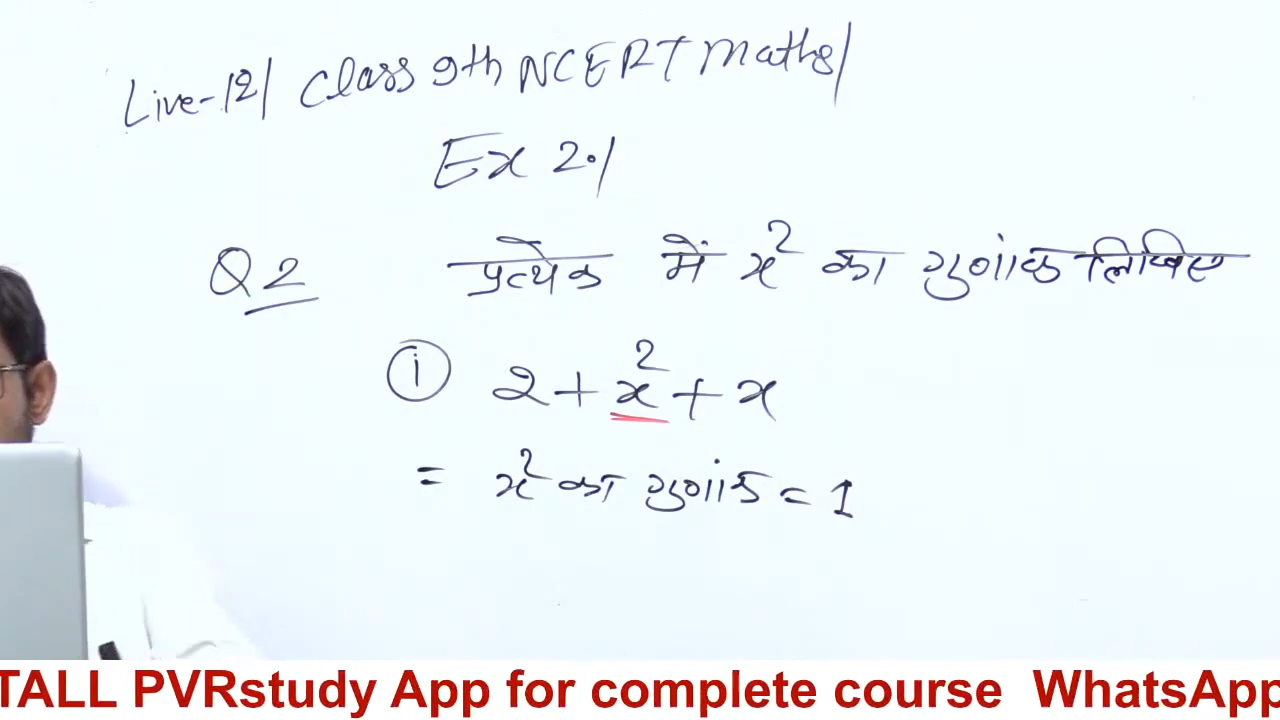 Live-12/ Class 9th NCERT Maths/
Ex 2.1
Q2 प्रत्येक में x² का गुणांक लिखिए
(i) 2 + x² + x
= x² का गुणांक = 1
TALL PVRstudy App for complete course WhatsApp